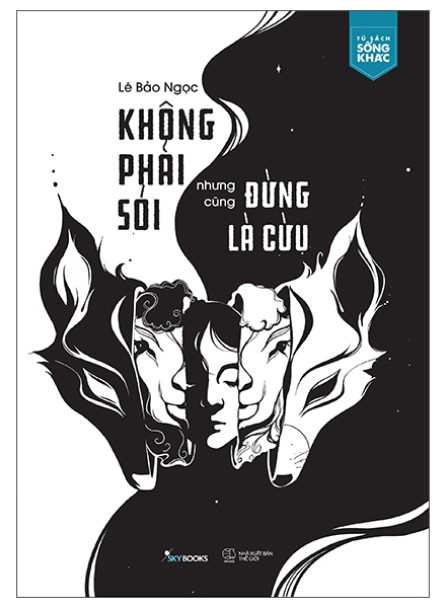 TỦ SÁCH
SỐNG
KHÁC
Lê Bảo Ngọc
KHÔNG
PHẢI
SÓI
nhưng
cũng
ĐỪNG
LÀ CỪU
SKYBOOKS
NHÀ XUẤT BẢN
THẾ GIỚI